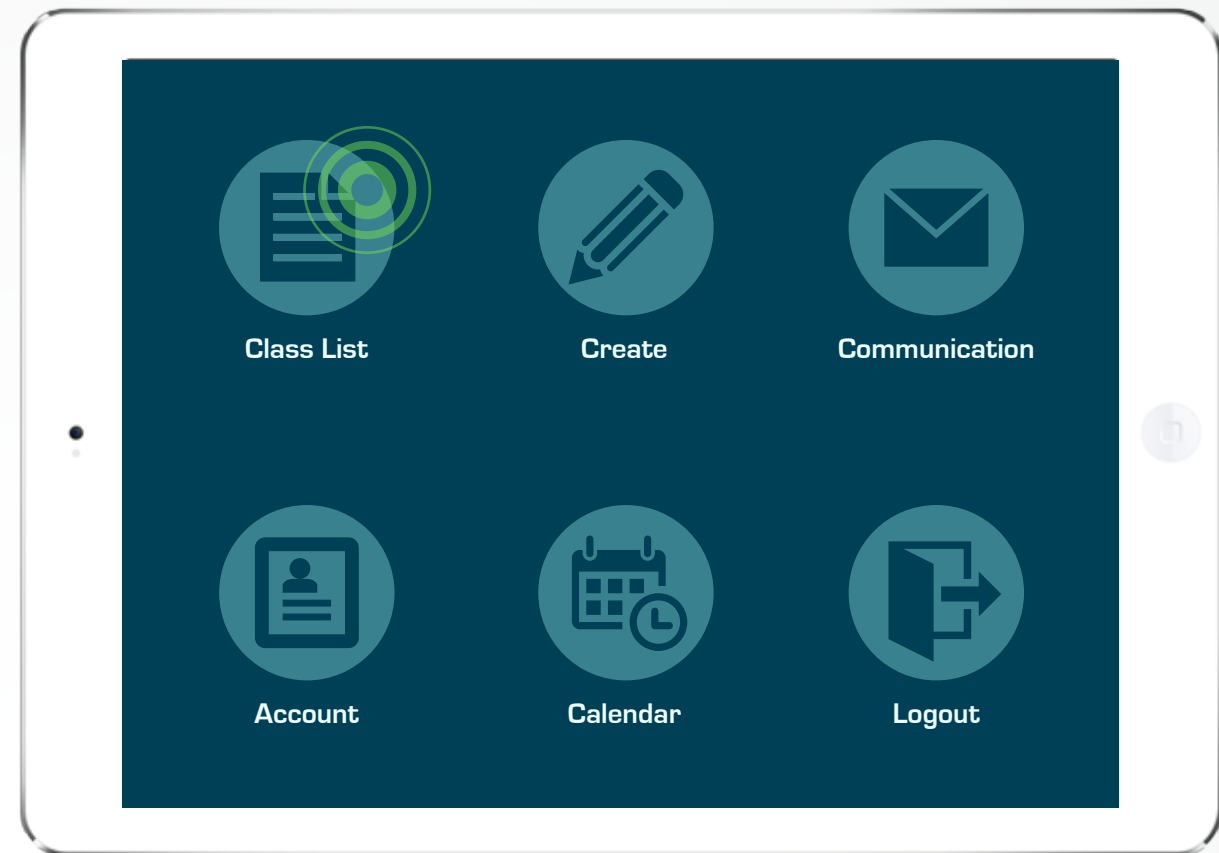 Class List
Create
Communication
Account
Calendar
Logout